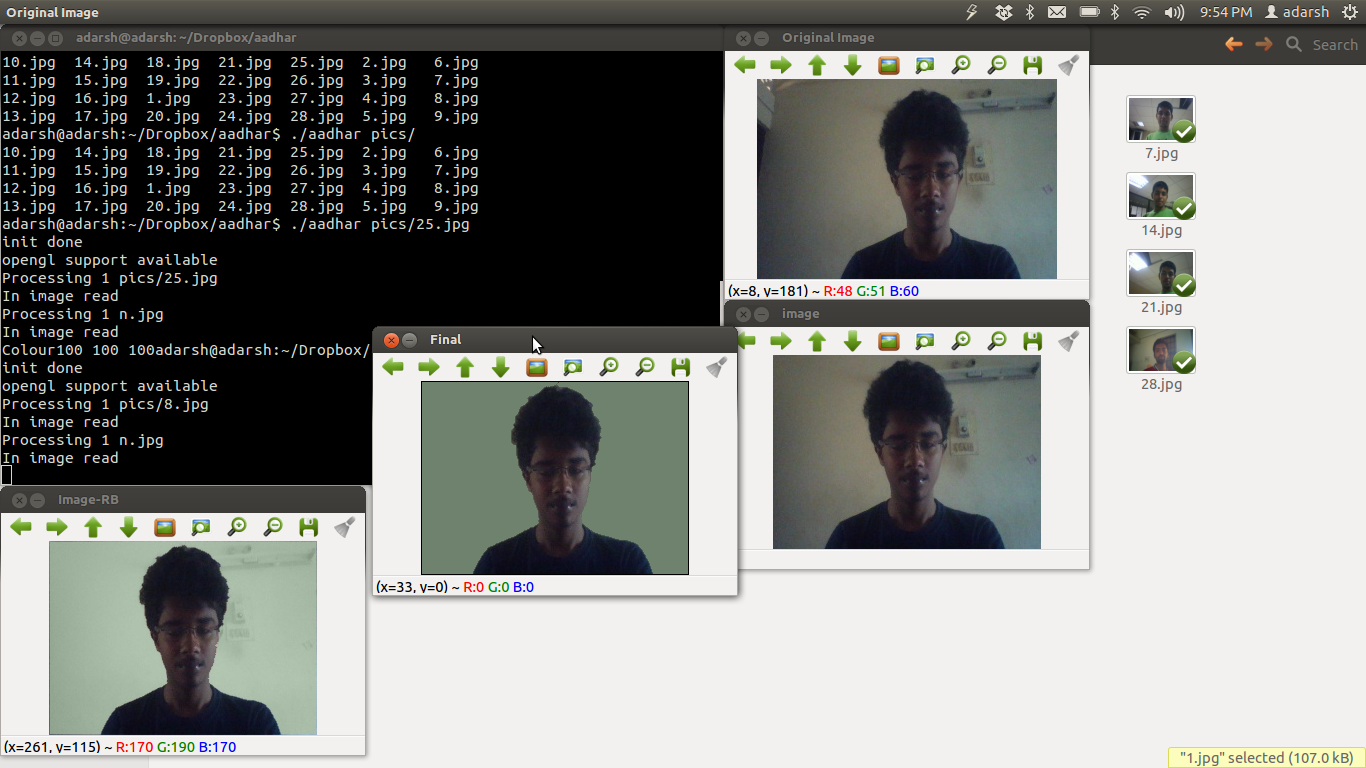 Original Image
9:54 PM
adarsh
adarsh@adarsh: ~/Dropbox/aadhar
10.jpg 14.jpg 18.jpg 21.jpg 25.jpg 2.jpg 6.jpg
11.jpg 15.jpg 19.jpg 22.jpg 26.jpg 3.jpg 7.jpg
12.jpg 16.jpg 1.jpg 23.jpg 27.jpg 4.jpg 8.jpg
13.jpg 17.jpg 20.jpg 24.jpg 28.jpg 5.jpg 9.jpg
adarsh@adarsh:~/Dropbox/aadhar$ ./aadhar pics/
10.jpg 14.jpg 18.jpg 21.jpg 25.jpg 2.jpg 6.jpg
11.jpg 15.jpg 19.jpg 22.jpg 26.jpg 3.jpg 7.jpg
12.jpg 16.jpg 1.jpg 23.jpg 27.jpg 4.jpg 8.jpg
13.jpg 17.jpg 20.jpg 24.jpg 28.jpg 5.jpg 9.jpg
adarsh@adarsh:~/Dropbox/aadhar$ ./aadhar pics/25.jpg
init done
opengl support available
Processing 1 pics/25.jpg
In image read
Processing 1 n.jpg
In image read
Colour100 100 100adarsh@adarsh:~/Dropbox/
init done
opengl support available
Processing 1 pics/8.jpg
In image read
Processing 1 n.jpg
In image read
Original Image
(x=8, y=181) ~ R:48 G:51 B:60
image
Final
(x=33, y=0) ~ R:0 G:0 B:0
Image-RB
(x=261, y=115) ~ R:170 G:190 B:170
Search
7.jpg
14.jpg
21.jpg
28.jpg
"1.jpg" selected (107.0 kB)